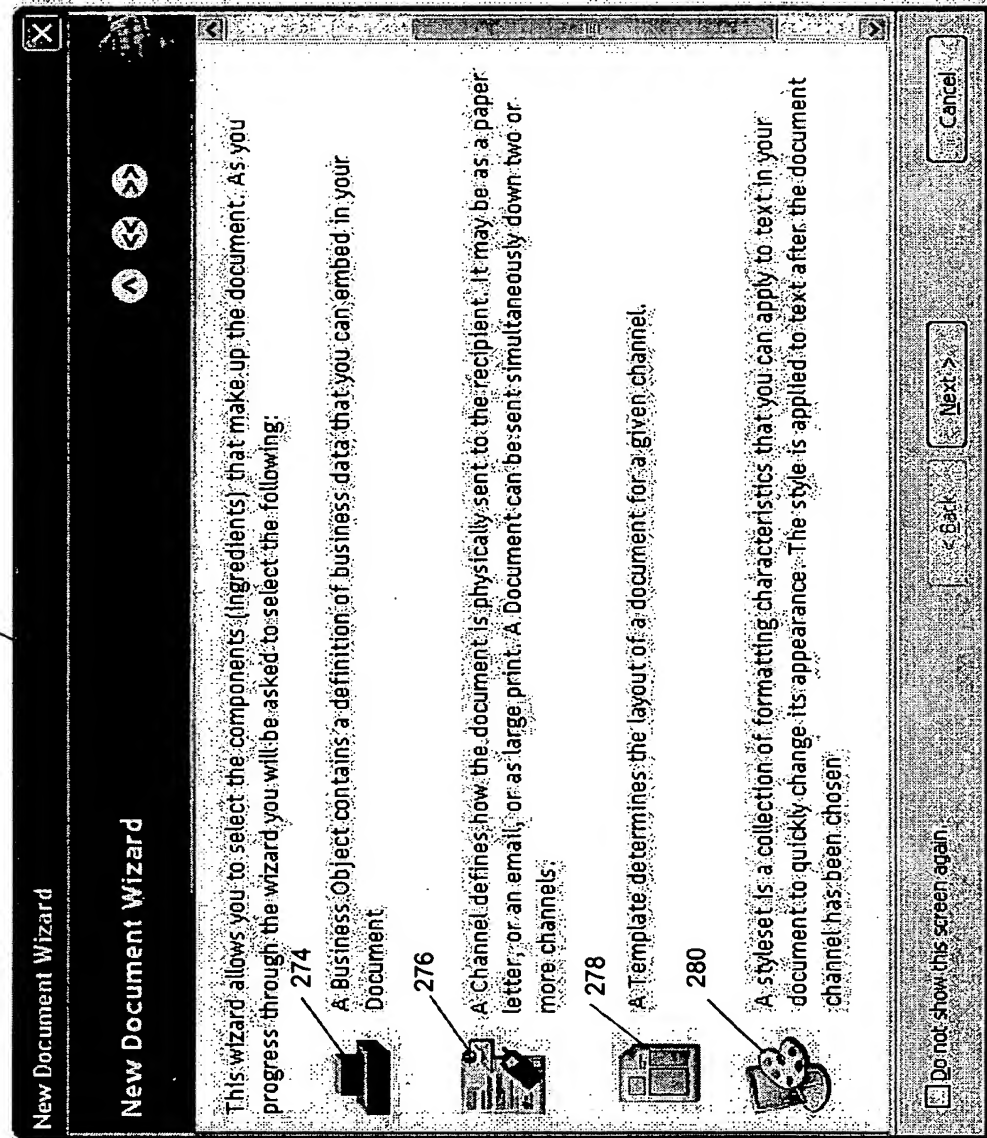 New Document Wizard
New Document Wizard
This wizard allows you to select the components (ingredients) that make up the document. As you
progress through the wizard you will be asked to select the following:
274
A Business Object contains a definition of business data that you can embed in your
Document
276
A Channel defines how the document is physically sent to the recipient. It may be as a paper
letter, or an email, or as large print. A Document can be sent simultaneously down two or
more channels.
278
A Template determines the layout of a document for a given channel.
280
A styleset is a collection of formatting characteristics that you can apply to text in your
document to quickly change its appearance. The style is applied to text after the document
channel has been chosen
Do not show this screen again
< Back
Next >
Cancel